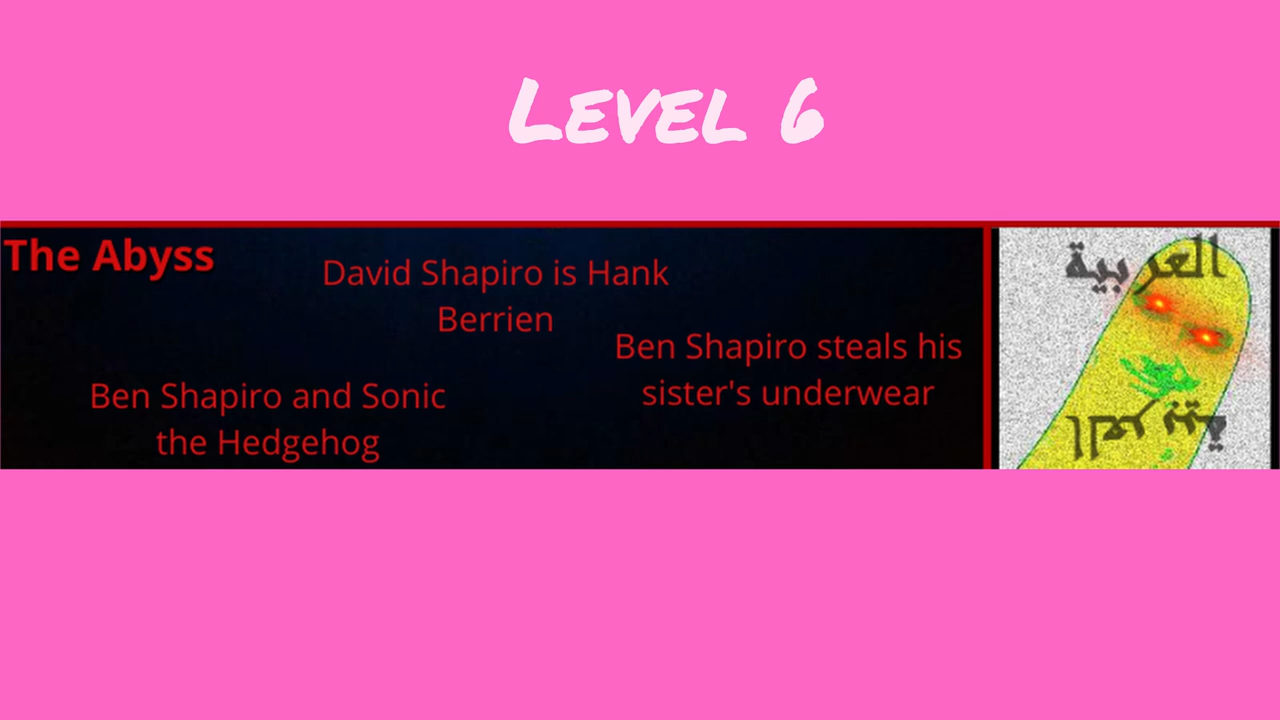 Level 6
The Abyss
David Shapiro is Hank
Berrien
Ben Shapiro steals his
sister's underwear
Ben Shapiro and Sonic
the Hedgehog
العربية